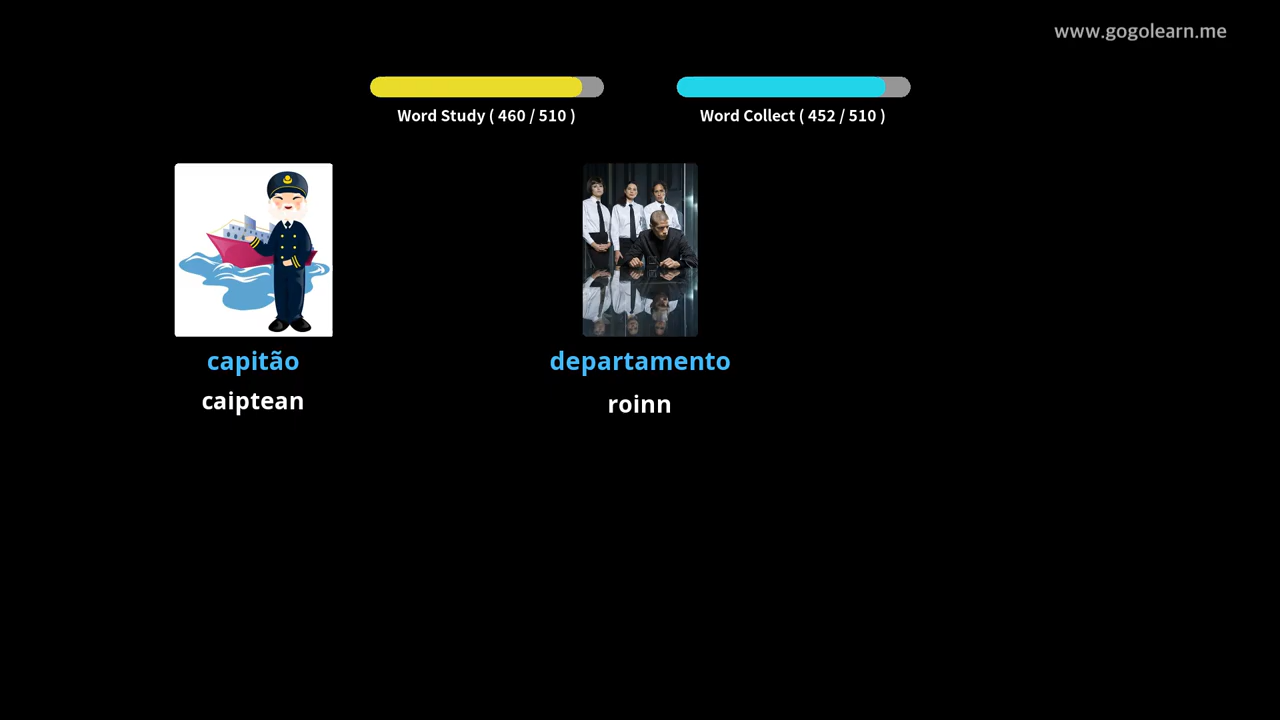 www.gogolearn.me
Word Study ( 460 / 510 )
Word Collect ( 452 / 510 )
capitão
caiptean
departamento
roinn